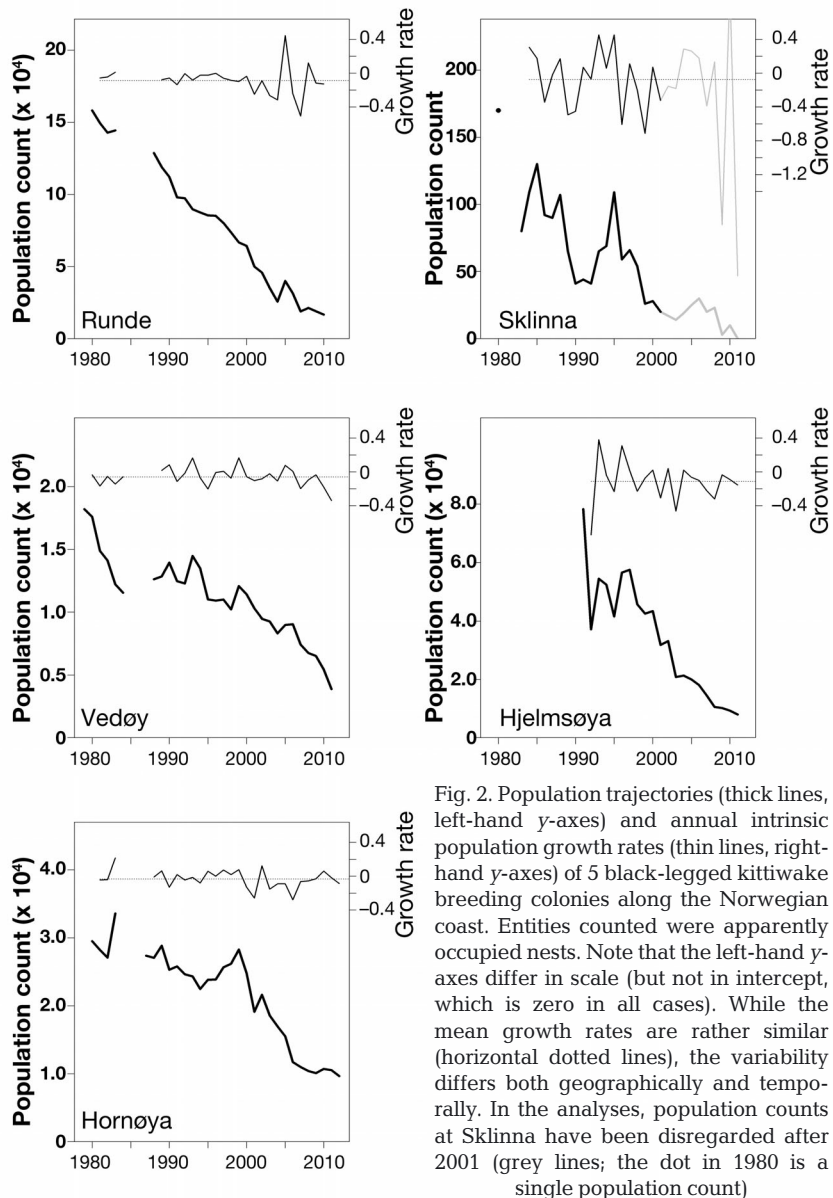 20
15
10
5
0
Population count (x 10⁴)
0.4
0
−0.4
Growth rate
Runde
1980 1990 2000 2010
200
150
100
50
0
Population count
0.4
0
−0.4
−0.8
−1.2
Growth rate
Sklinna
1980 1990 2000 2010
2.0
1.5
1.0
0.5
0
Population count (x 10⁴)
0.4
0
−0.4
Growth rate
Vedøy
1980 1990 2000 2010
8.0
6.0
4.0
2.0
0
Population count (x 10⁴)
0.4
0
−0.4
Growth rate
Hjelmsøya
1980 1990 2000 2010
4.0
3.0
2.0
1.0
0
Population count (x 10⁴)
0.4
0
−0.4
Growth rate
Hornøya
1980 1990 2000 2010
Fig. 2. Population trajectories (thick lines,
left-hand y-axes) and annual intrinsic
population growth rates (thin lines, right-
hand y-axes) of 5 black-legged kittiwake
breeding colonies along the Norwegian
coast. Entities counted were apparently
occupied nests. Note that the left-hand y-
axes differ in scale (but not in intercept,
which is zero in all cases). While the
mean growth rates are rather similar
(horizontal dotted lines), the variability
differs both geographically and tempo-
rally. In the analyses, population counts
at Sklinna have been disregarded after
2001 (grey lines; the dot in 1980 is a
single population count)